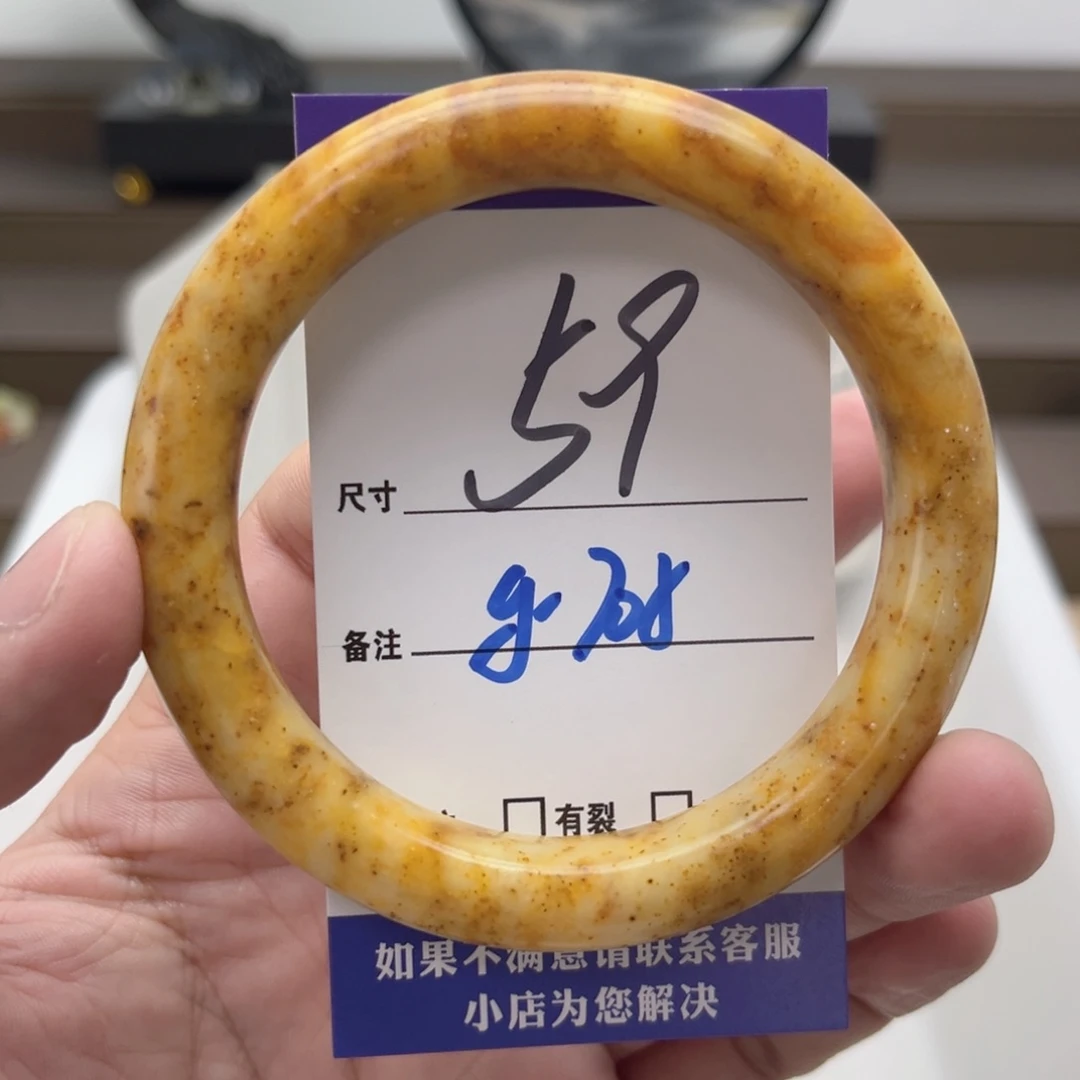 59
尺寸
备注
有裂
如果不满意请联系客服
小店为您解决